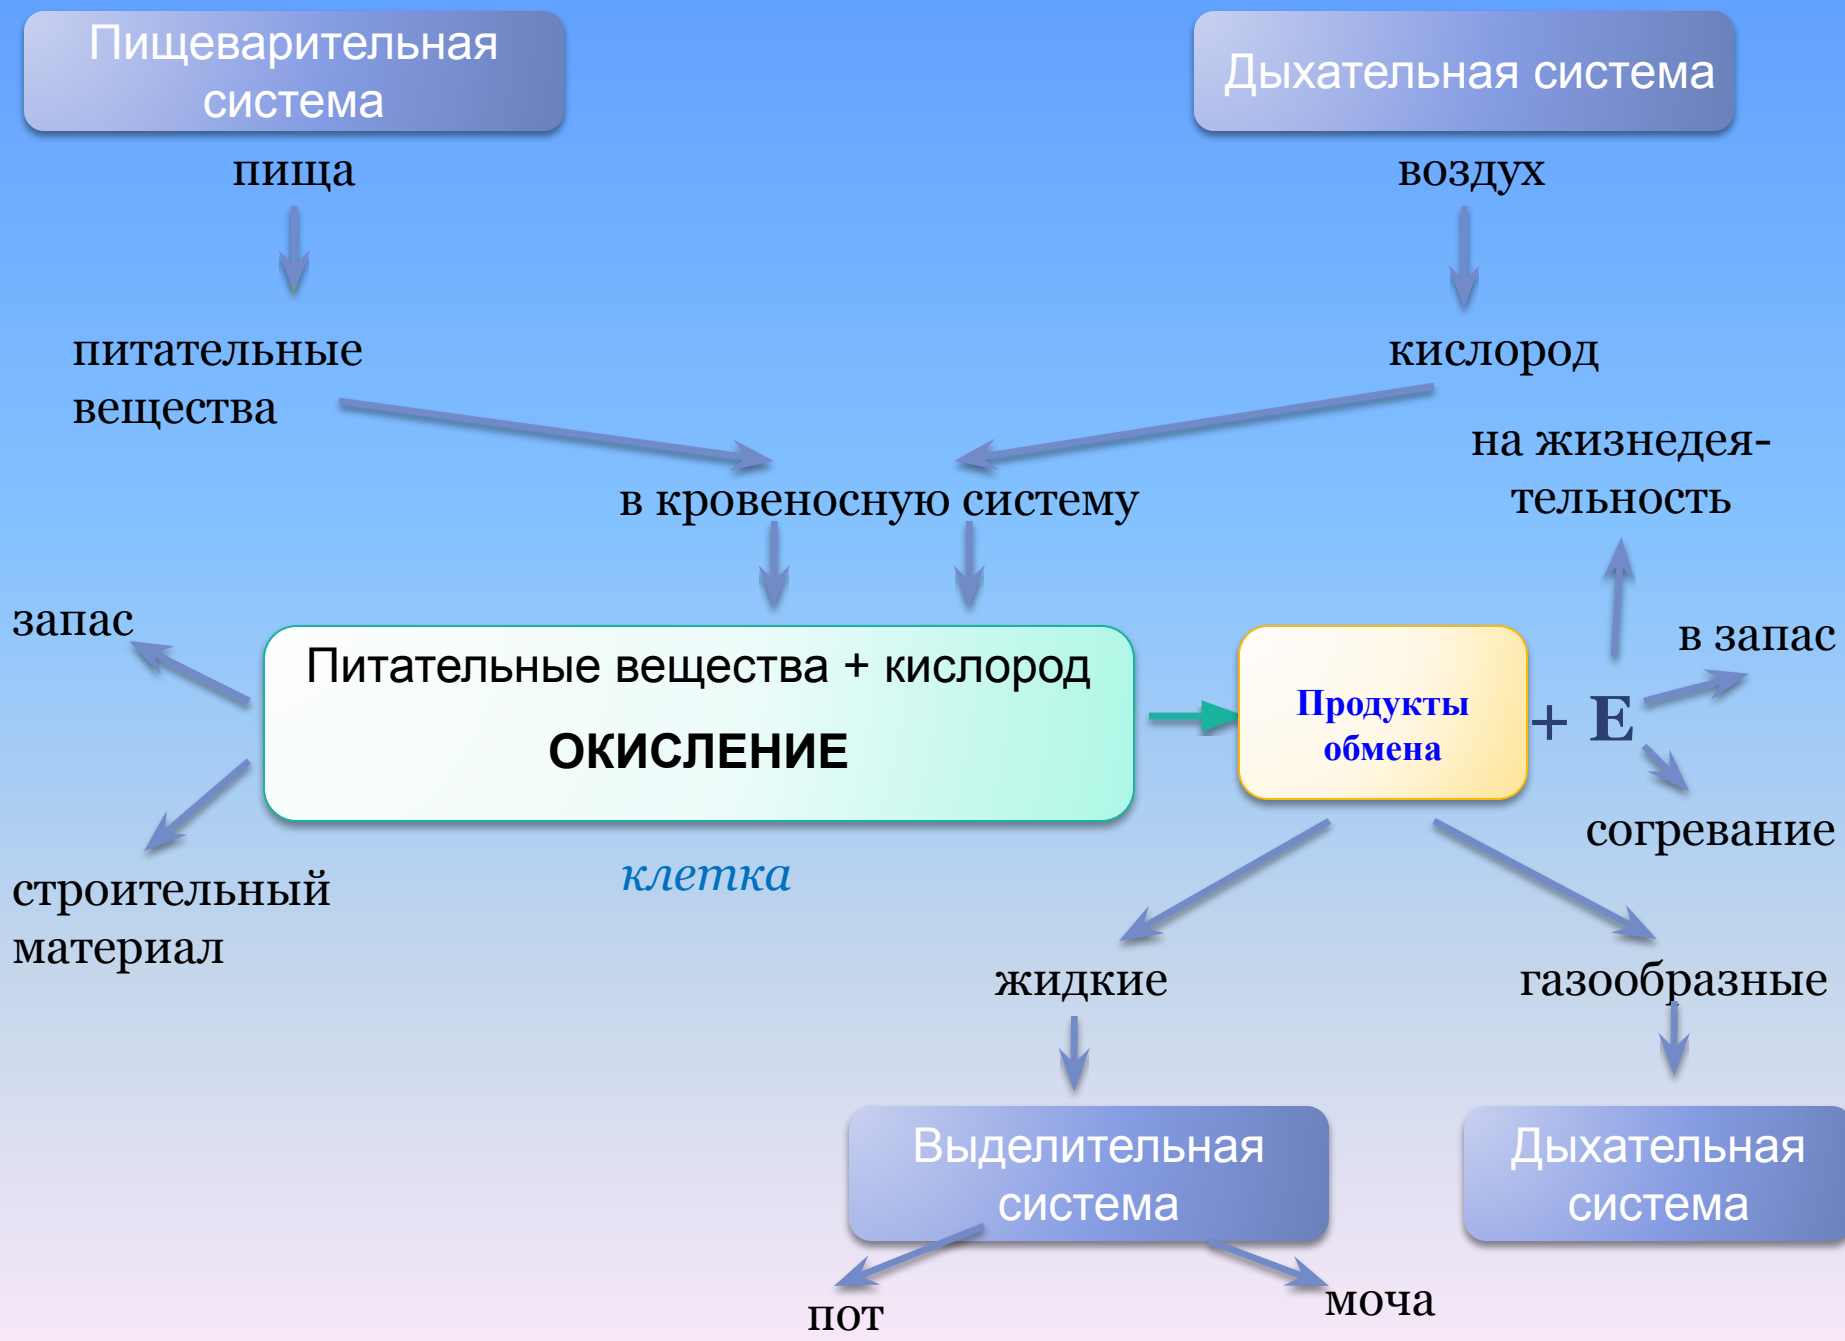 Пищеварительная
система
Дыхательная система
пища
воздух
питательные
вещества
кислород
на жизнедея-
тельность
в кровеносную систему
запас
в запас
Питательные вещества + кислород
ОКИСЛЕНИЕ
Продукты
обмена
+ E
согревание
клетка
строительный
материал
жидкие
газообразные
Выделительная
система
Дыхательная
система
пот
моча